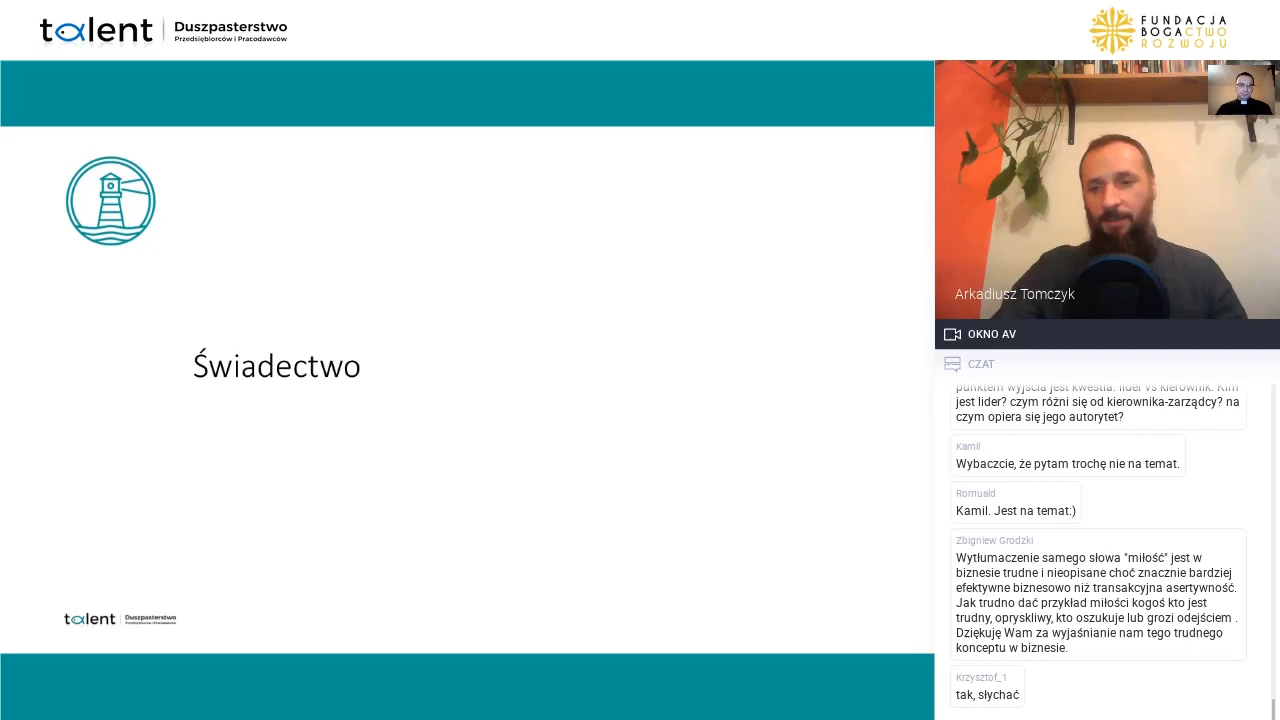 talent
Duszpasterstwo
Przedsiębiorców i Pracodawców
FUNDACJA
BOGACTWO
ROZWOJU
Świadectwo
talent
Duszpasterstwo
Przedsiębiorców i Pracodawców
Arkadiusz Tomczyk
OKNO AV
CZAT
punktem wyjścia jest kwestia: lider vs kierownik. Kim
jest lider? czym różni się od kierownika-zarządcy? na
czym opiera się jego autorytet?
Kamil
Wybaczcie, że pytam trochę nie na temat.
Romuald
Kamil. Jest na temat:)
Zbigniew Grodzki
Wytłumaczenie samego słowa "miłość" jest w
biznesie trudne i nieopisane choć znacznie bardziej
efektywne biznesowo niż transakcyjna asertywność.
Jak trudno dać przykład miłości kogoś kto jest
trudny, opryskliwy, kto oszukuje lub grozi odejściem .
Dziękuję Wam za wyjaśnianie nam tego trudnego
konceptu w biznesie.
Krzysztof_1
tak, słychać